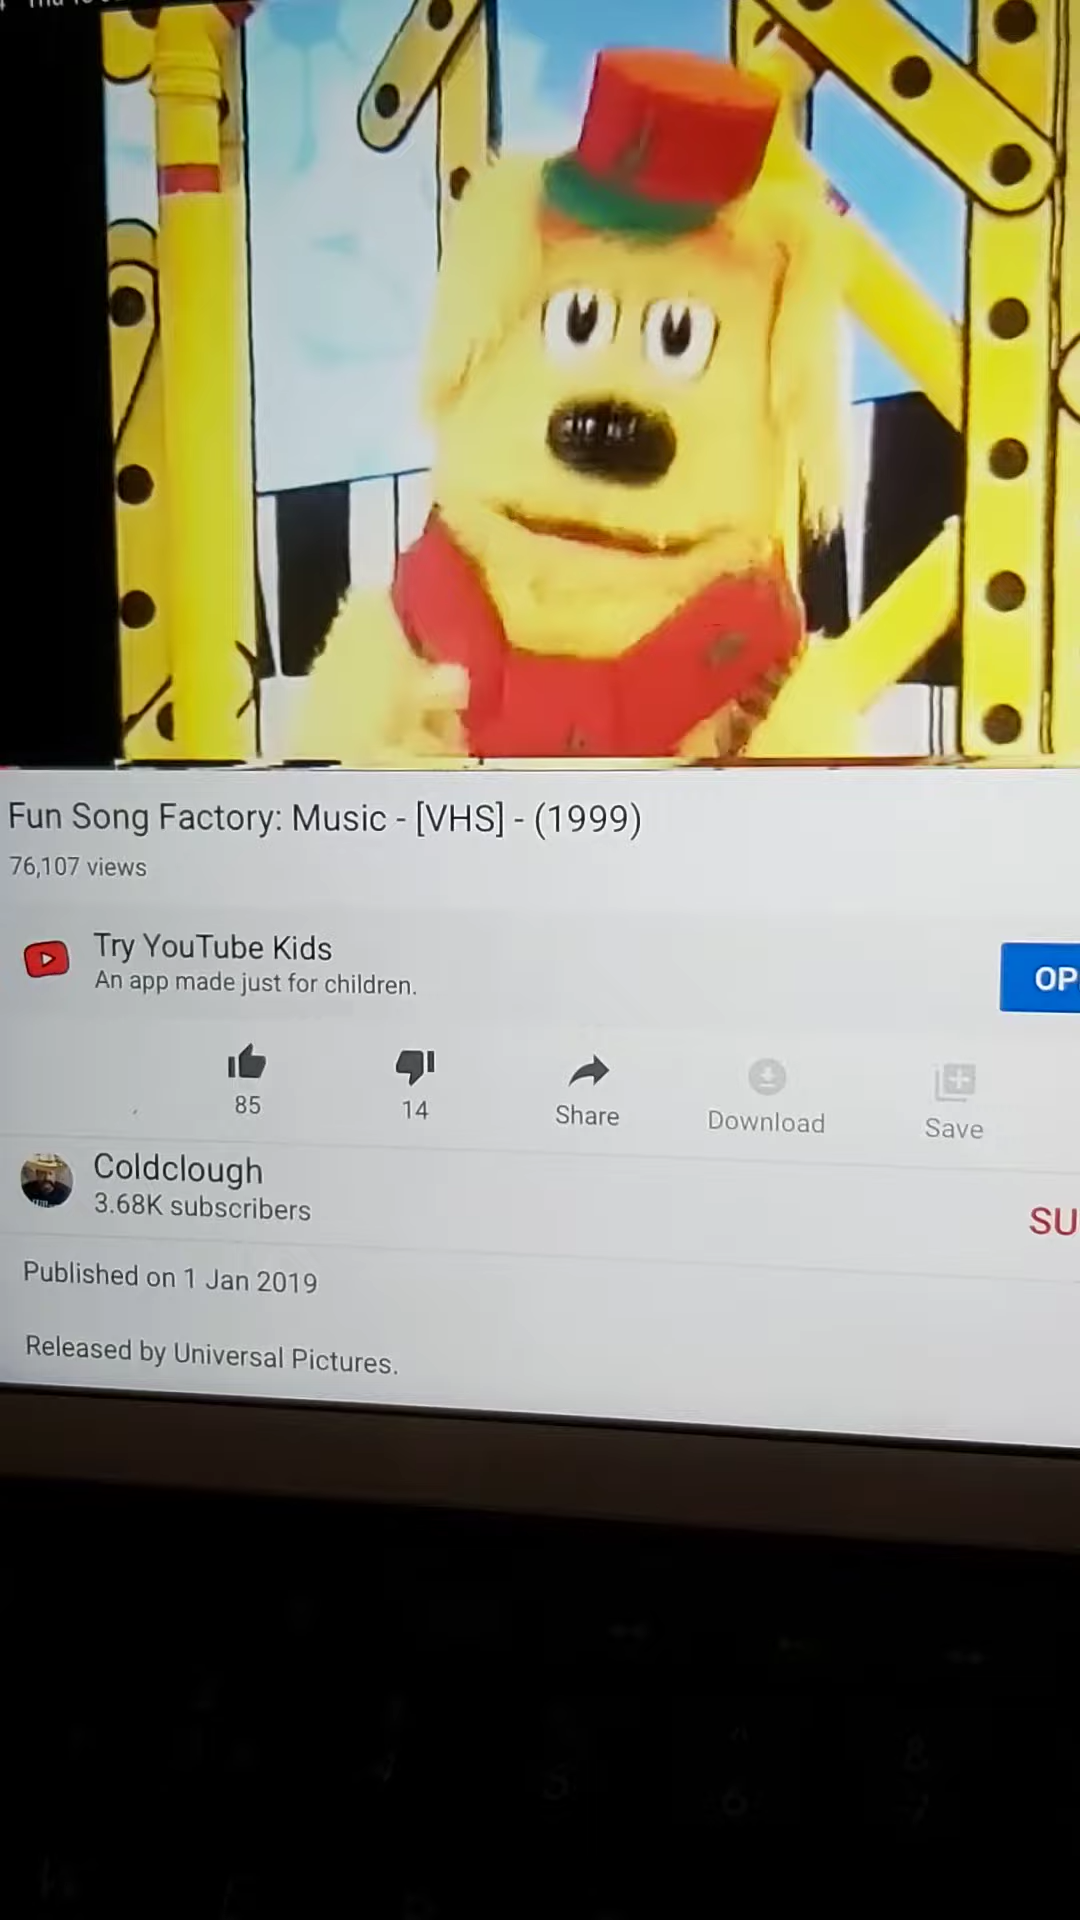 Fun Song Factory: Music - [VHS] - (1999)
76,107 views
Try YouTube Kids
An app made just for children.
OP
85
14
Share
Download
Save
Coldclough
3.68K subscribers
SU
Published on 1 Jan 2019
Released by Universal Pictures.